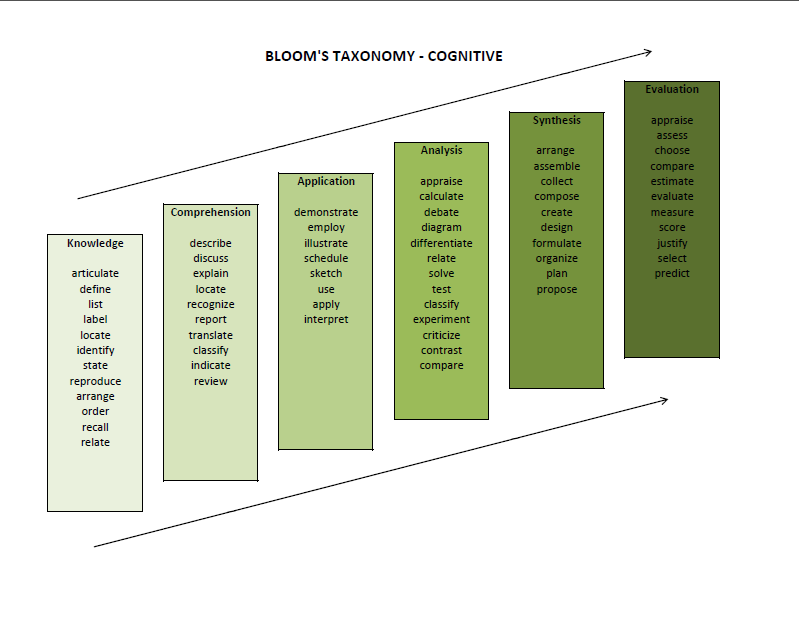 BLOOM'S TAXONOMY - COGNITIVE
Knowledge
articulate
define
list
label
locate
identify
state
reproduce
arrange
order
recall
relate
Comprehension
describe
discuss
explain
locate
recognize
report
translate
classify
indicate
review
Application
demonstrate
employ
illustrate
schedule
sketch
use
apply
interpret
Analysis
appraise
calculate
debate
diagram
differentiate
relate
solve
test
classify
experiment
criticize
contrast
compare
Synthesis
arrange
assemble
collect
compose
create
design
formulate
organize
plan
propose
Evaluation
appraise
assess
choose
compare
estimate
evaluate
measure
score
justify
select
predict